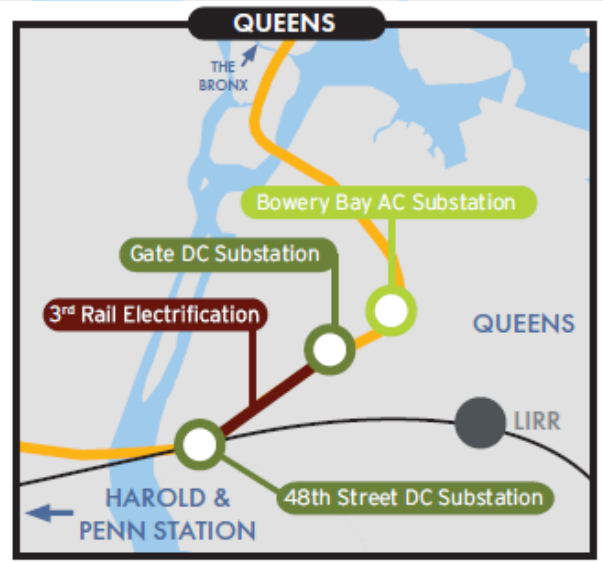 QUEENS
THE
BRONX
Bowery Bay AC Substation
Gate DC Substation
3rd Rail Electrification
QUEENS
LIRR
HAROLD &
PENN STATION
48th Street DC Substation